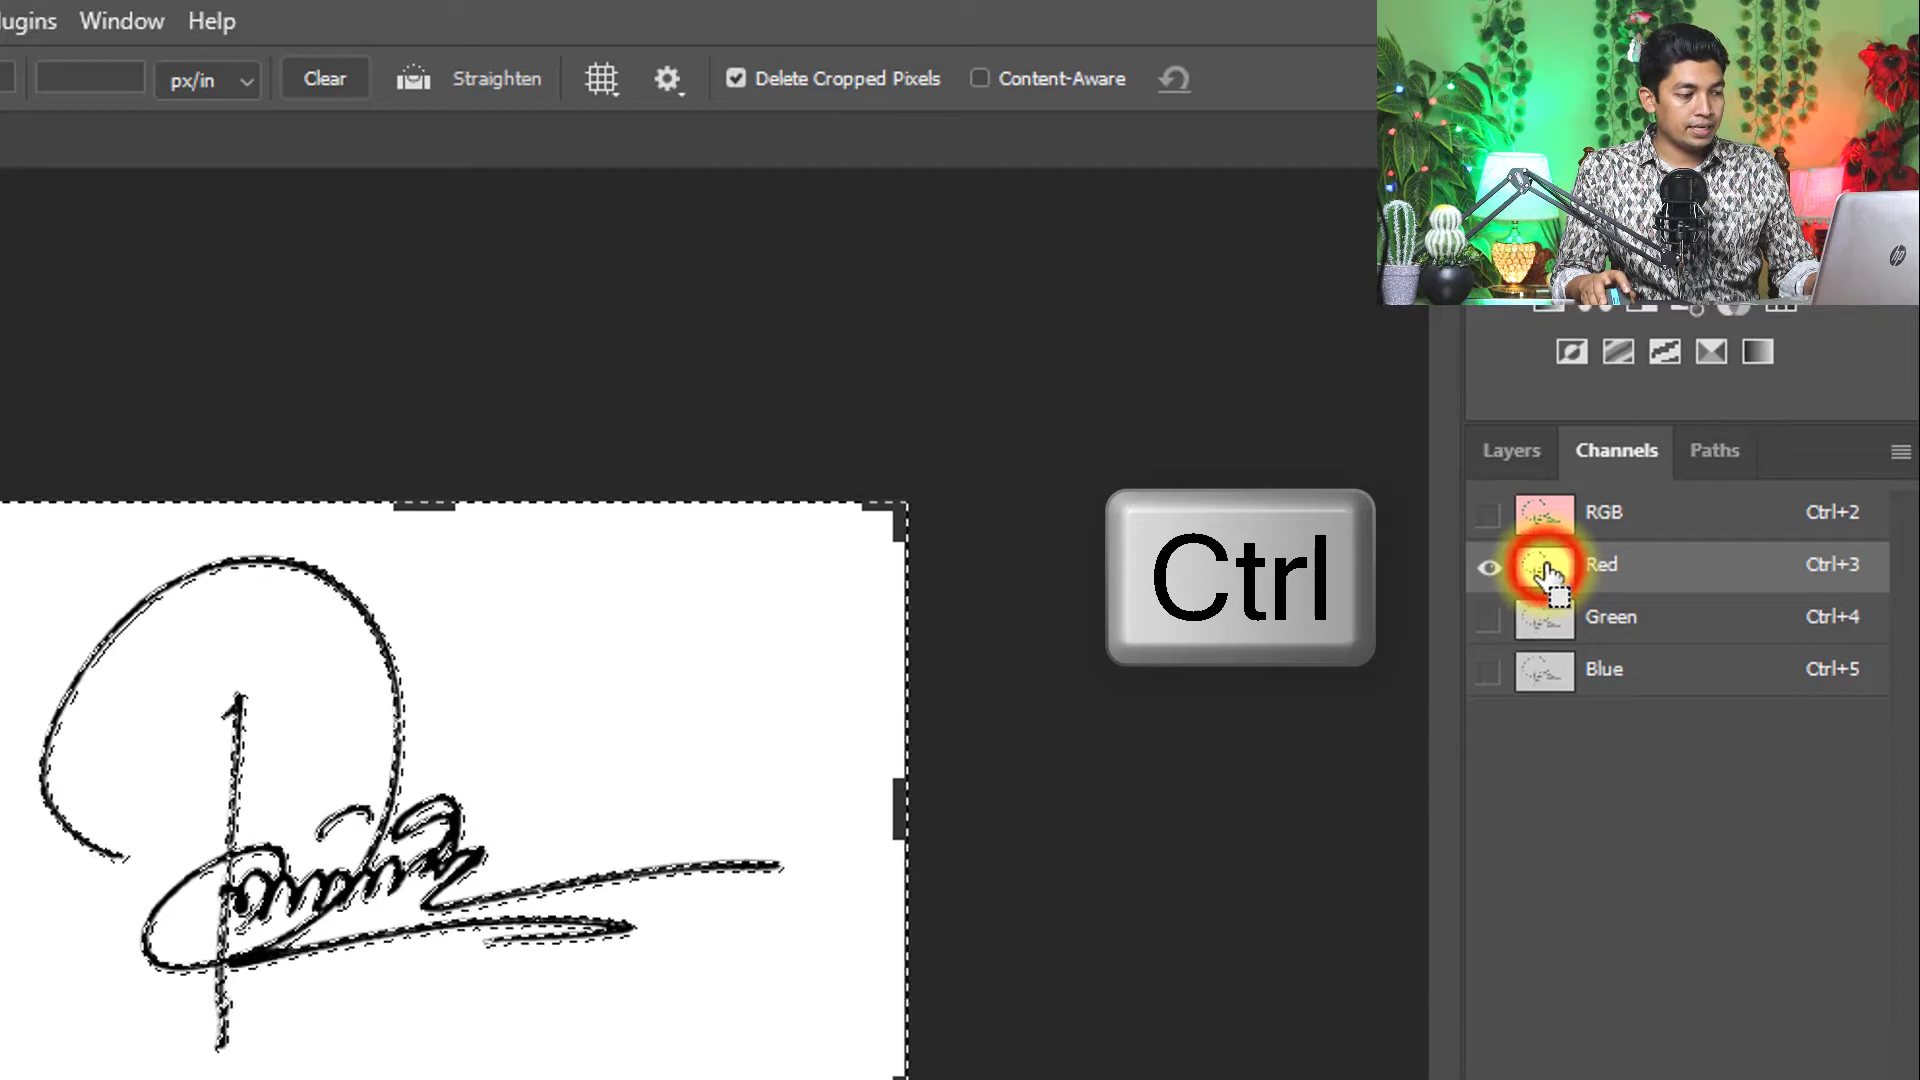 Window Help
px/in Clear Straighten Delete Cropped Pixels Content-Aware
hp
Layers Channels Paths
RGB Ctrl+2
Red Ctrl+3
Green Ctrl+4
Blue Ctrl+5
Ctrl